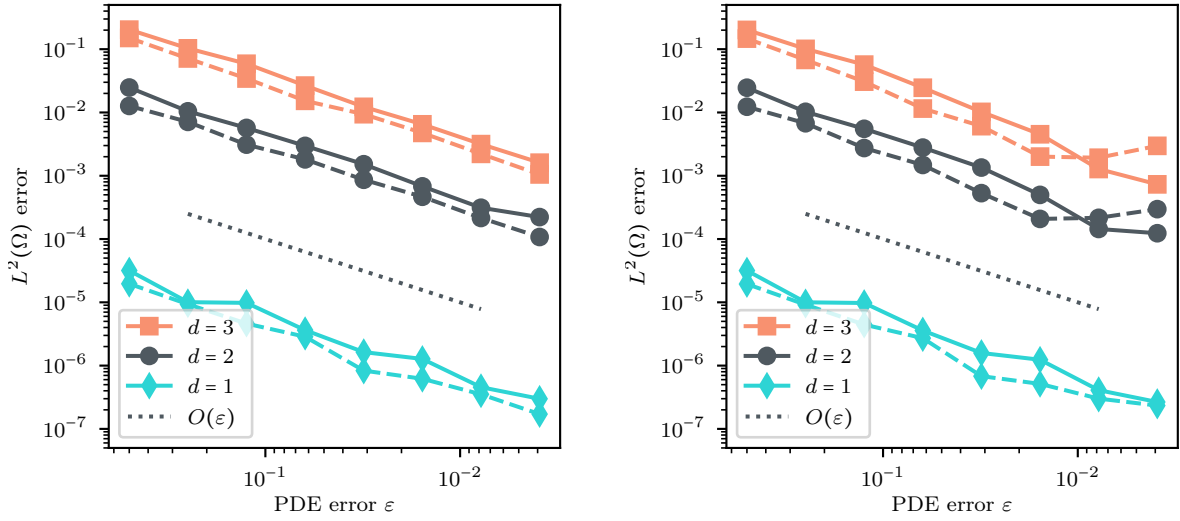 10⁻¹
10⁻²
10⁻³
10⁻⁴
10⁻⁵
10⁻⁶
10⁻⁷
L²(Ω) error
d = 3
d = 2
d = 1
O(ε)
10⁻¹ 10⁻²
PDE error ε
10⁻¹
10⁻²
10⁻³
10⁻⁴
10⁻⁵
10⁻⁶
10⁻⁷
L²(Ω) error
d = 3
d = 2
d = 1
O(ε)
10⁻¹ 10⁻²
PDE error ε